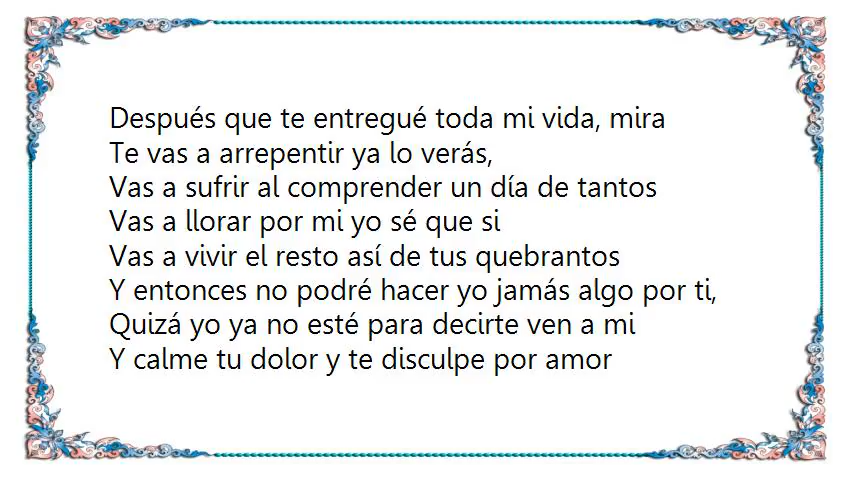 Después que te entregué toda mi vida, mira
Te vas a arrepentir ya lo verás,
Vas a sufrir al comprender un día de tantos
Vas a llorar por mi yo sé que si
Vas a vivir el resto así de tus quebrantos
Y entonces no podré hacer yo jamás algo por ti,
Quizá yo ya no esté para decirte ven a mi
Y calme tu dolor y te disculpe por amor